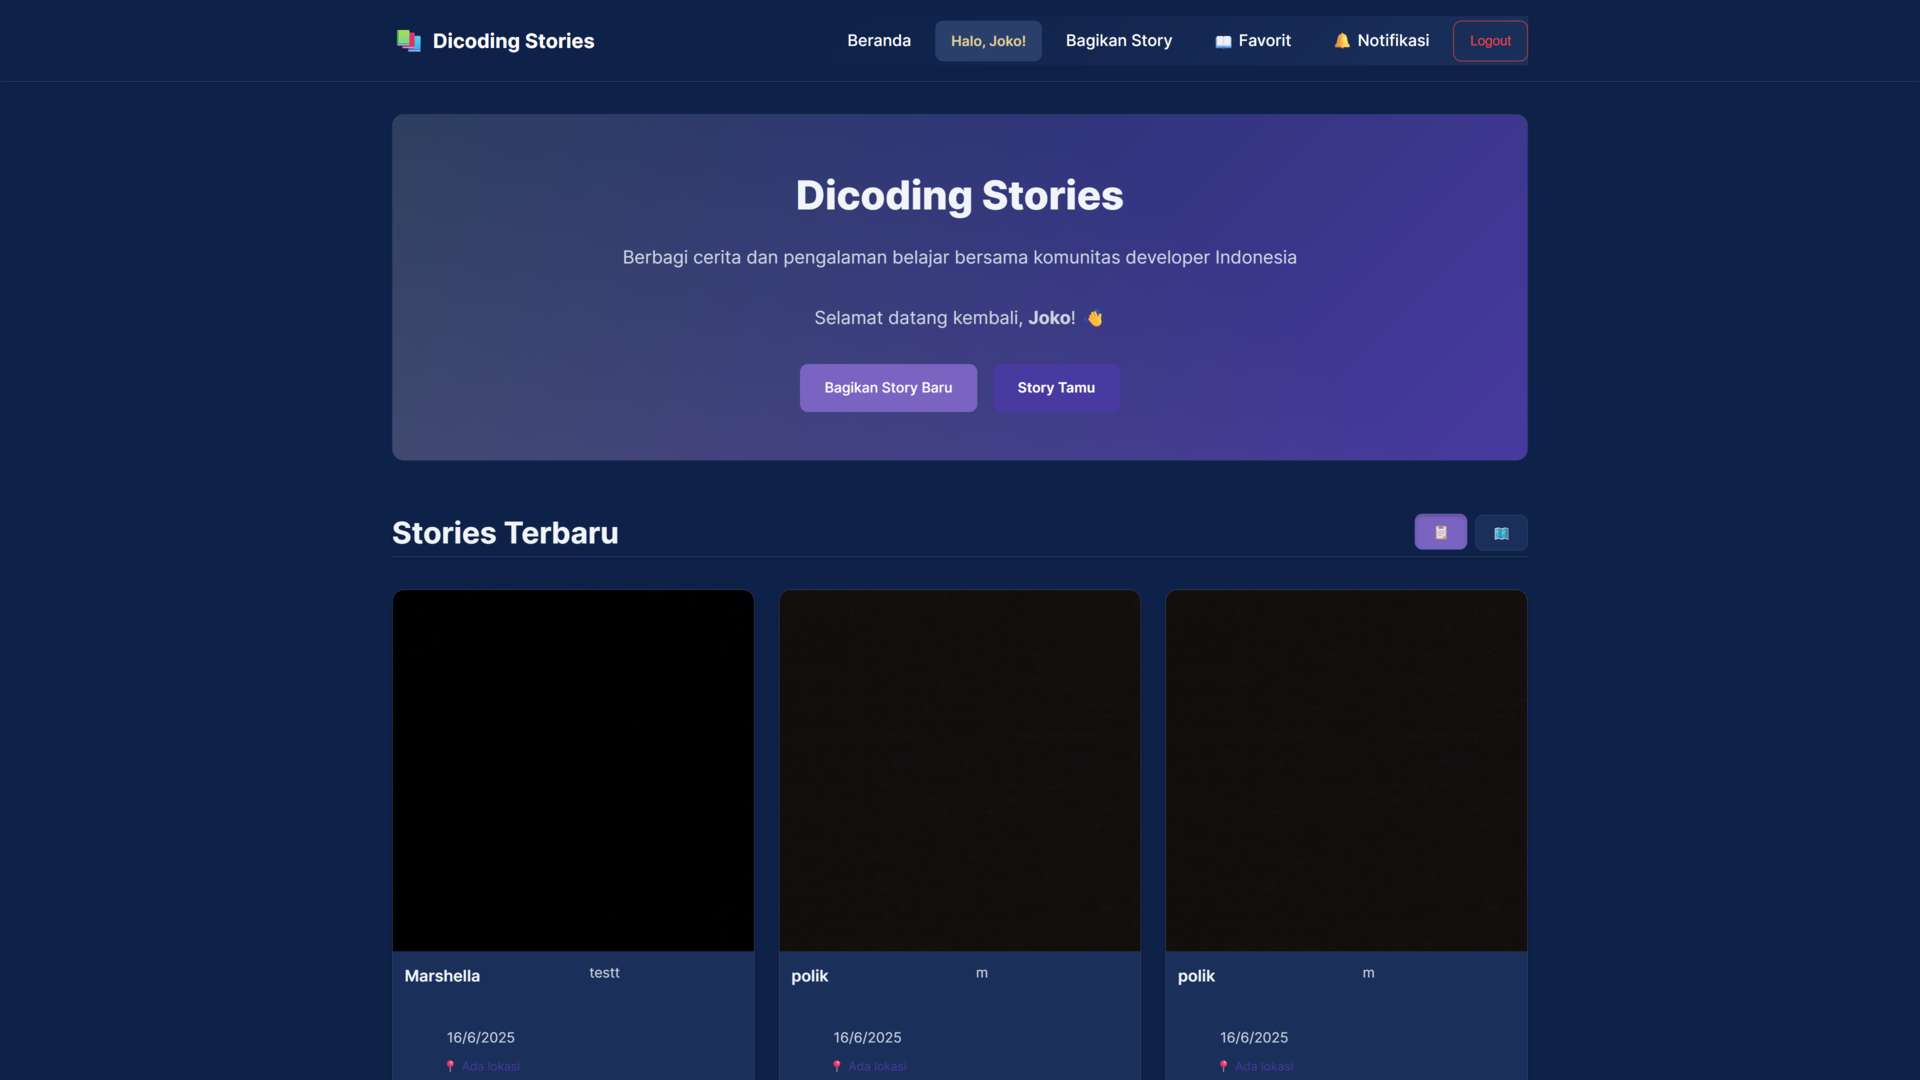 Dicoding Stories
Beranda
Halo, Joko!
Bagikan Story
Favorit
Notifikasi
Logout
Dicoding Stories
Berbagi cerita dan pengalaman belajar bersama komunitas developer Indonesia
Selamat datang kembali, Joko!
Bagikan Story Baru
Story Tamu
Stories Terbaru
Marshella
testt
16/6/2025
Ada lokasi
polik
m
16/6/2025
Ada lokasi
polik
m
16/6/2025
Ada lokasi